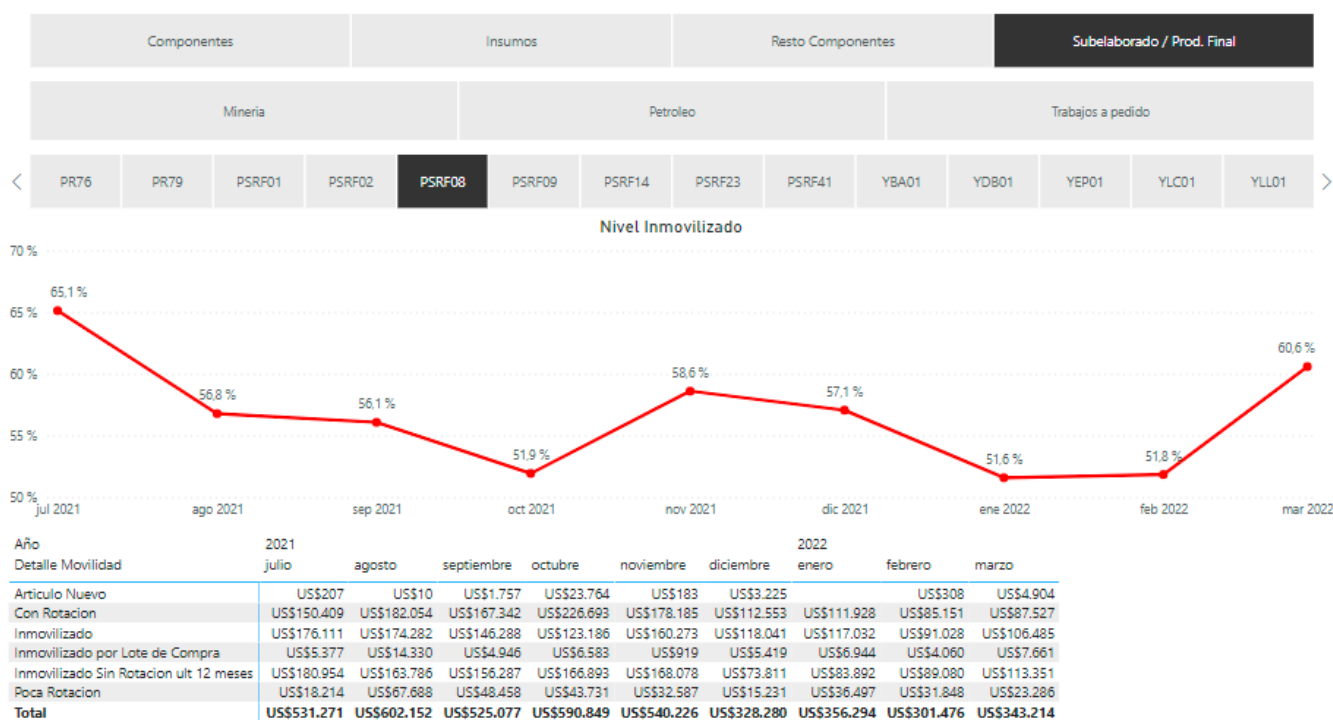 Componentes Insumos Resto Componentes Subelaborado / Prod. Final
Mineria Petroleo Trabajos a pedido
PR76 PR79 PSRF01 PSRF02 PSRF08 PSRF09 PSRF14 PSRF23 PSRF41 YBA01 YDB01 YEP01 YLC01 YLL01
Nivel Inmovilizado
70 %
65,1 %
65 %
60,6 %
60 %
58,6 %
57,1 %
56,8 %
56,1 %
55 %
51,9 %
51,6 %
51,8 %
50 %
jul 2021 ago 2021 sep 2021 oct 2021 nov 2021 dic 2021 ene 2022 feb 2022 mar 2022
Año 2021 2022
Detalle Movilidad julio agosto septiembre octubre noviembre diciembre enero febrero marzo
Articulo Nuevo US$207 US$10 US$1.757 US$23.764 US$183 US$3.225 US$308 US$4.904
Con Rotacion US$150.409 US$182.054 US$167.342 US$226.693 US$178.185 US$112.553 US$111.928 US$85.151 US$87.527
Inmovilizado US$176.111 US$174.282 US$146.288 US$123.186 US$160.273 US$118.041 US$117.032 US$91.028 US$106.485
Inmovilizado por Lote de Compra US$5.377 US$14.330 US$4.946 US$6.583 US$919 US$5.419 US$6.944 US$4.060 US$7.661
Inmovilizado Sin Rotacion ult 12 meses US$180.954 US$163.786 US$156.287 US$166.893 US$168.078 US$73.811 US$83.892 US$89.080 US$113.351
Poca Rotacion US$18.214 US$67.688 US$48.458 US$43.731 US$32.587 US$15.231 US$36.497 US$31.848 US$23.286
Total US$531.271 US$602.152 US$525.077 US$590.849 US$540.226 US$328.280 US$356.294 US$301.476 US$343.214